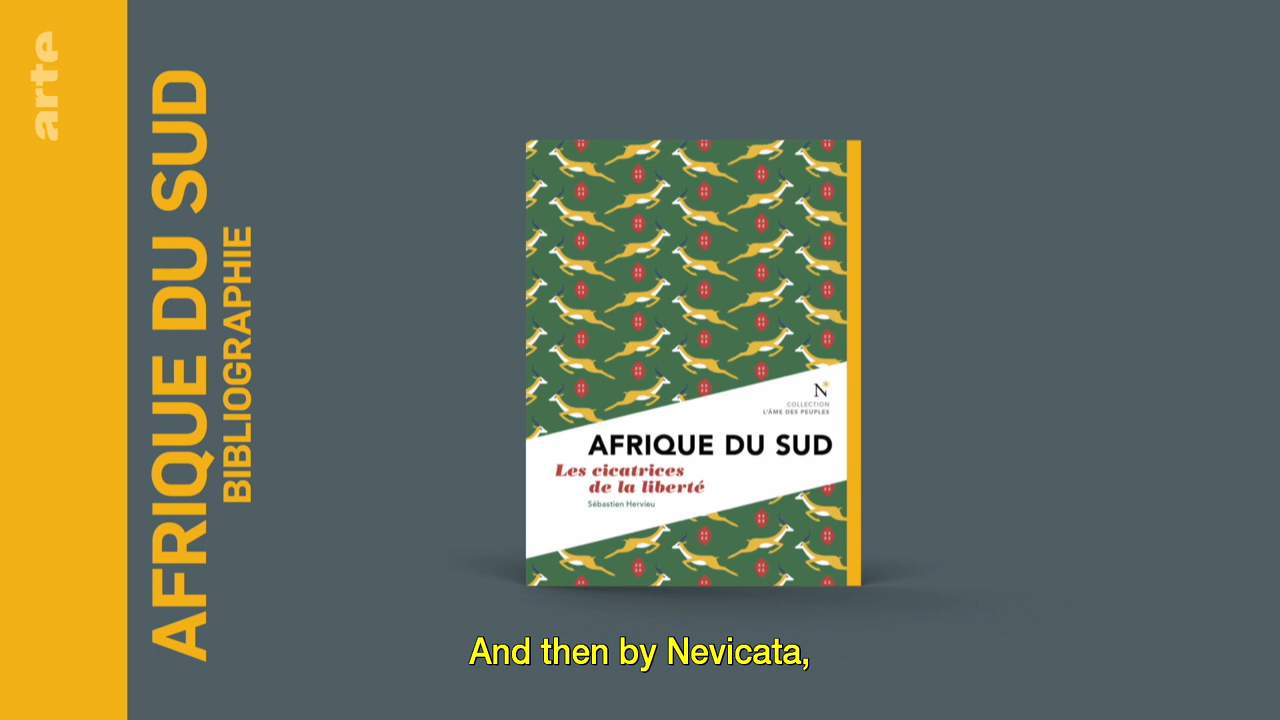 arte
AFRIQUE DU SUD
BIBLIOGRAPHIE
N
COLLECTION
L'ÂME DES PEUPLES
AFRIQUE DU SUD
Les cicatrices
de la liberté
Sébastien Hervieu
And then by Nevicata,